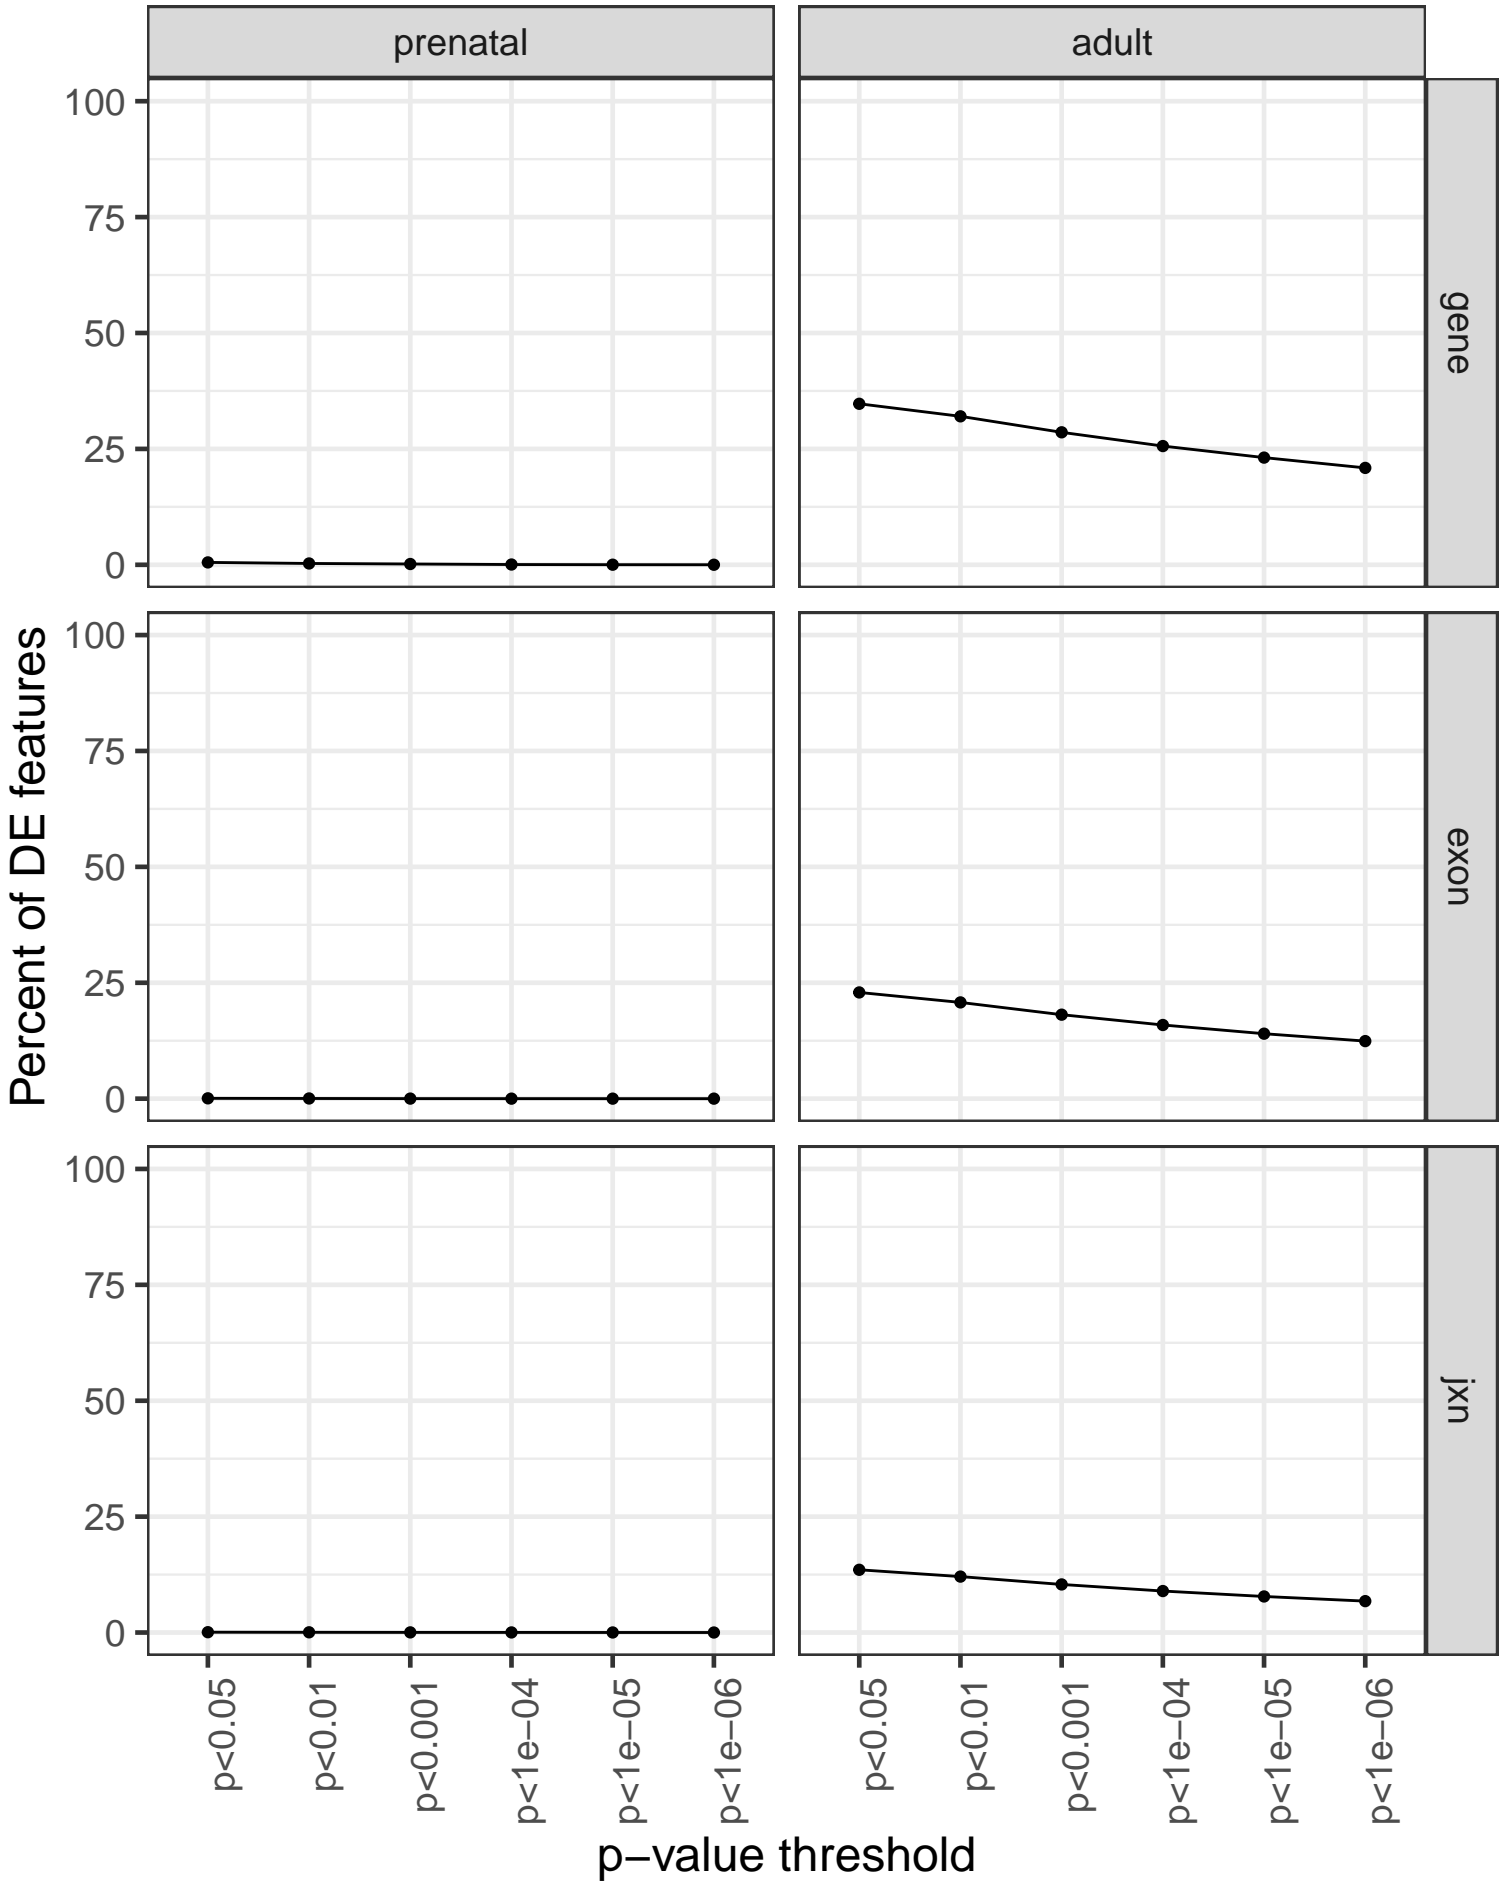 prenatal
adult
100
75
50
25
0
gene
100
75
50
25
0
exon
100
75
50
25
0
jxn
Percent of DE features
p<0.05
p<0.01
p<0.001
p<1e−04
p<1e−05
p<1e−06
p<0.05
p<0.01
p<0.001
p<1e−04
p<1e−05
p<1e−06
p−value threshold